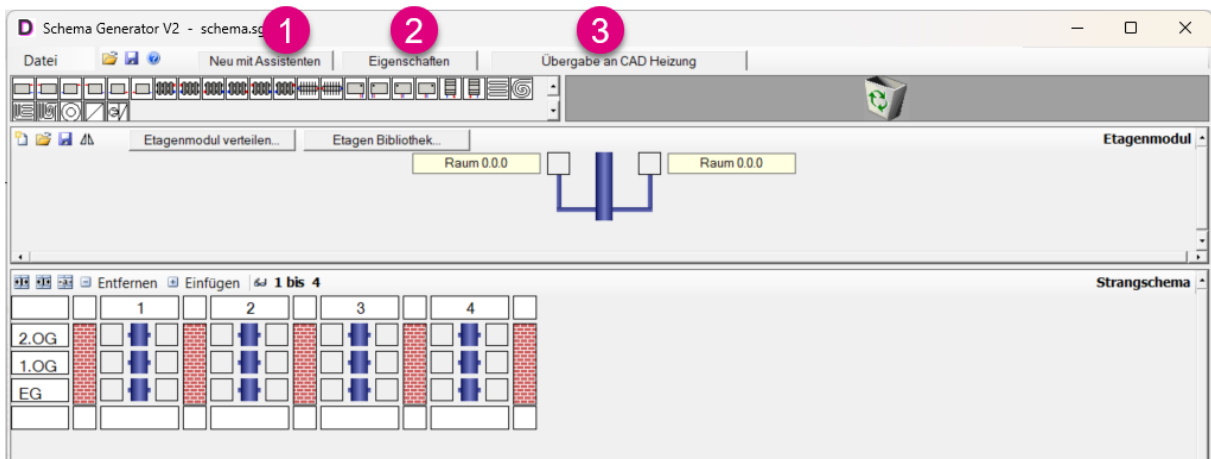 1 2 3
D Schema Generator V2 - schema.sg
Datei Neu mit Assistenten Eigenschaften Übergabe an CAD Heizung
Etagenmodul verteilen... Etagen Bibliothek... Etagenmodul
Raum 0.0.0 Raum 0.0.0
Entfernen Einfügen 1 bis 4 Strangschema
1 2 3 4
2.OG
1.OG
EG